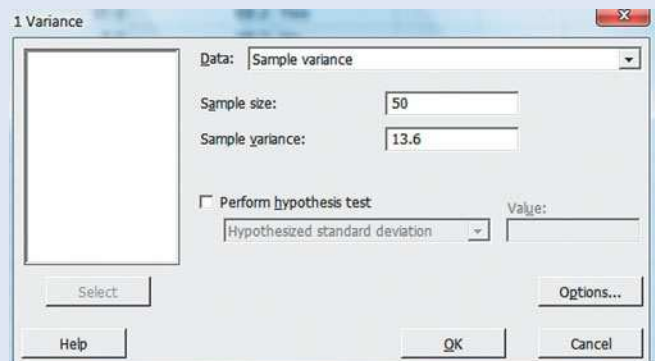 1 Variance
Data: Sample variance
Sample size: 50
Sample variance: 13.6
Perform hypothesis test
Value:
Hypothesized standard deviation
Select
Options...
Help
OK
Cancel